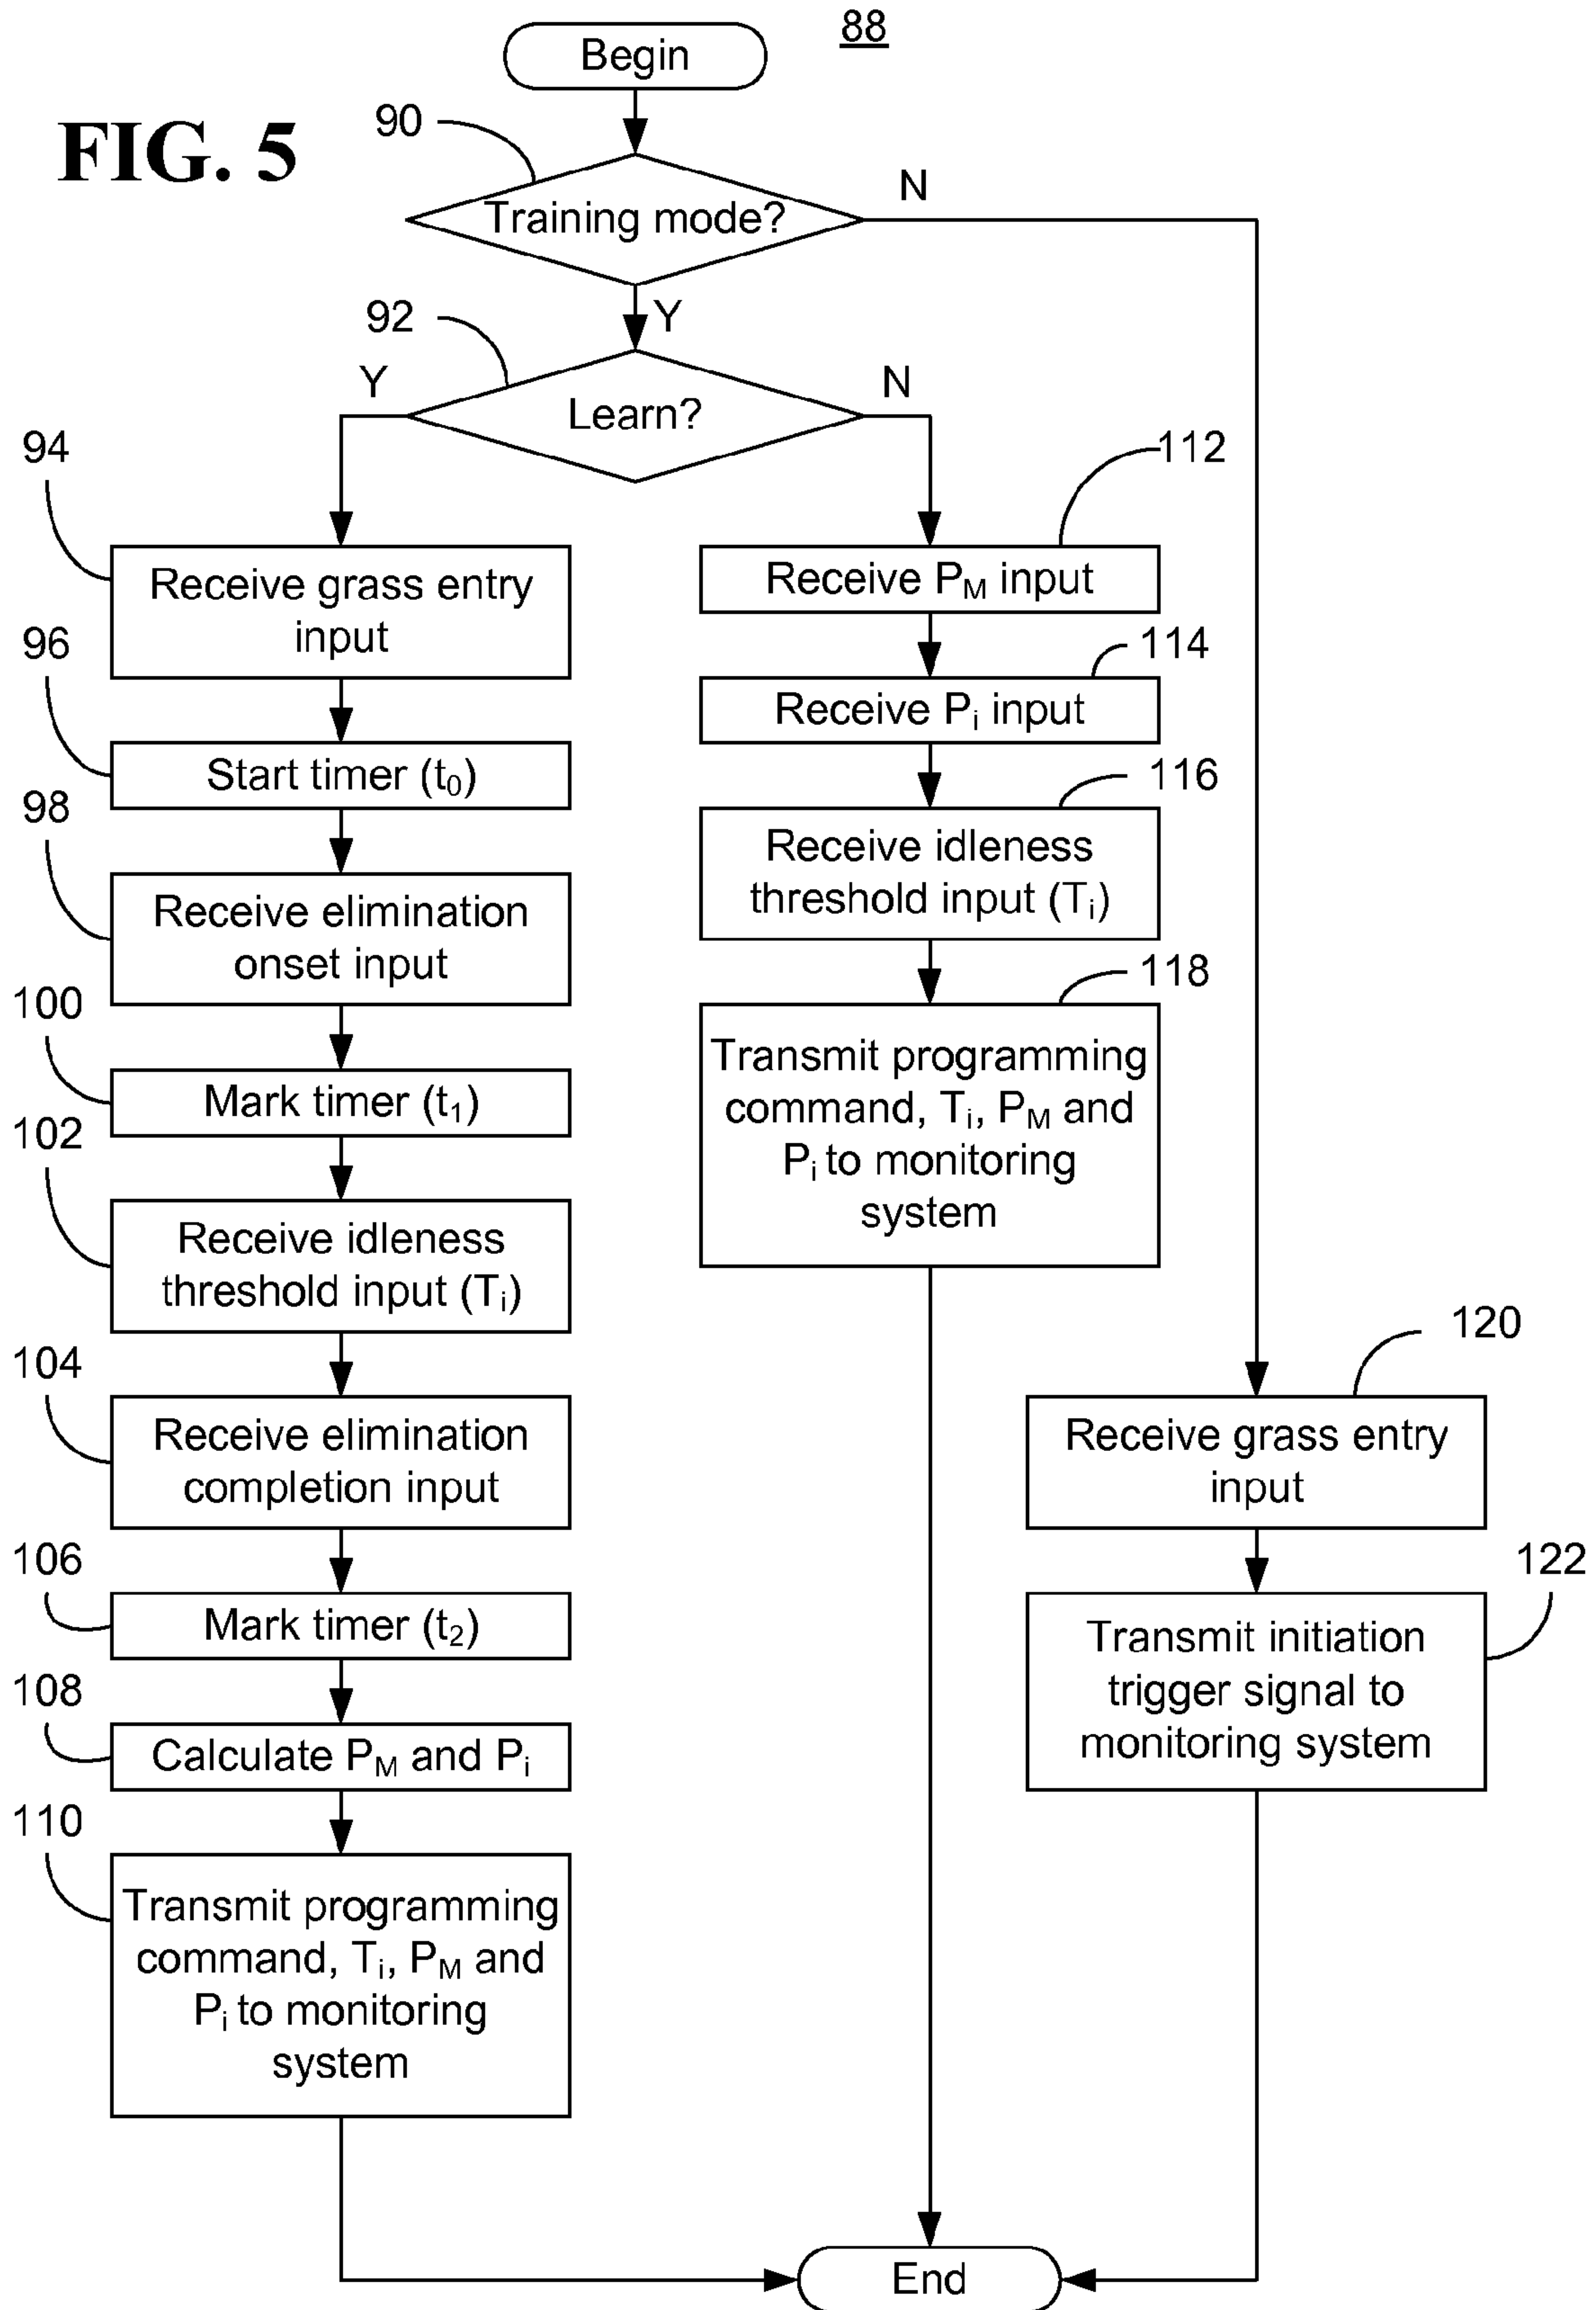 88
Begin
FIG. 5
90
Training mode?
N
Y
92
Learn?
Y
N
94
Receive grass entry
input
96
Start timer (t₀)
98
Receive elimination
onset input
100
Mark timer (t₁)
102
Receive idleness
threshold input (Tᵢ)
104
Receive elimination
completion input
106
Mark timer (t₂)
108
Calculate P_M and Pᵢ
110
Transmit programming
command, Tᵢ, P_M and
Pᵢ to monitoring
system
112
Receive P_M input
114
Receive Pᵢ input
116
Receive idleness
threshold input (Tᵢ)
118
Transmit programming
command, Tᵢ, P_M and
Pᵢ to monitoring
system
120
Receive grass entry
input
122
Transmit initiation
trigger signal to
monitoring system
End